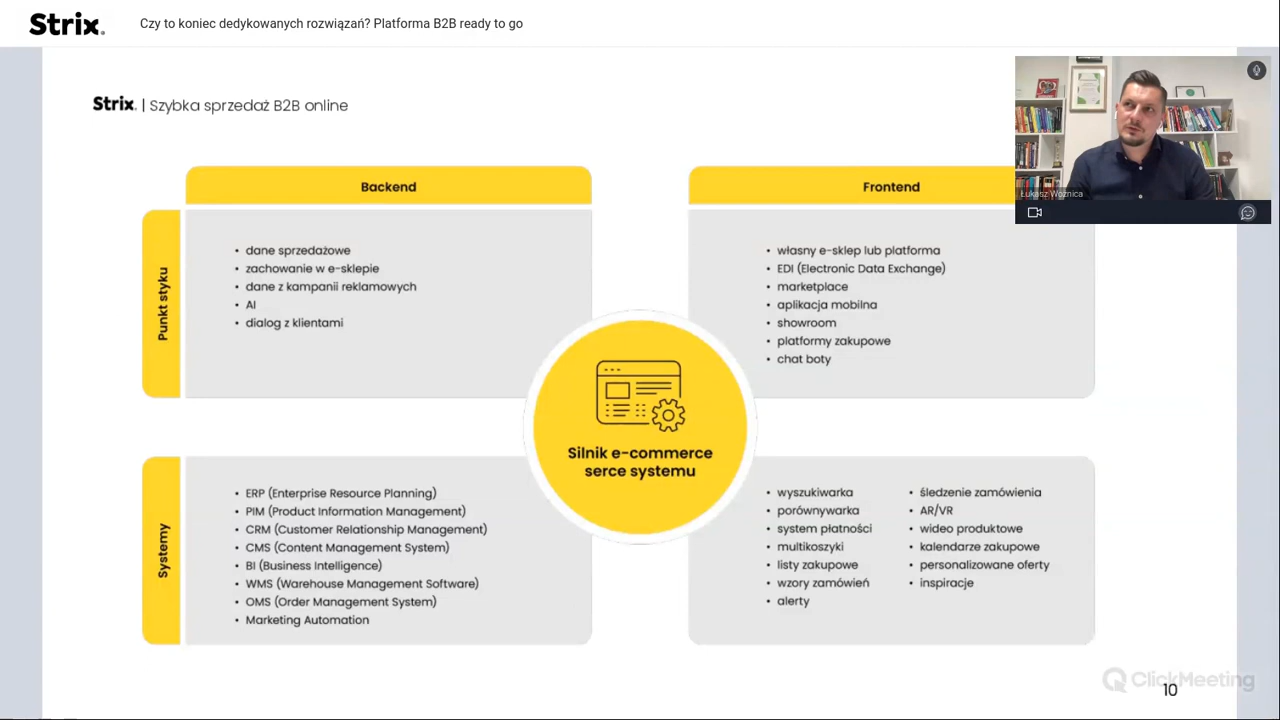 Strix
Czy to koniec dedykowanych rozwiązań? Platforma B2B ready to go
Strix | Szybka sprzedaż B2B online
Łukasz Woźnica
Backend
Frontend
Punkt styku
• dane sprzedażowe
• zachowanie w e-sklepie
• dane z kampanii reklamowych
• AI
• dialog z klientami
• własny e-sklep lub platforma
• EDI (Electronic Data Exchange)
• marketplace
• aplikacja mobilna
• showroom
• platformy zakupowe
• chat boty
Silnik e-commerce
serce systemu
Systemy
• ERP (Enterprise Resource Planning)
• PIM (Product Information Management)
• CRM (Customer Relationship Management)
• CMS (Content Management System)
• BI (Business Intelligence)
• WMS (Warehouse Management Software)
• OMS (Order Management System)
• Marketing Automation
• wyszukiwarka
• porównywarka
• system płatności
• multikoszyki
• listy zakupowe
• wzory zamówień
• alerty
• śledzenie zamówienia
• AR/VR
• wideo produktowe
• kalendarze zakupowe
• personalizowane oferty
• inspiracje
ClickMeeting
10